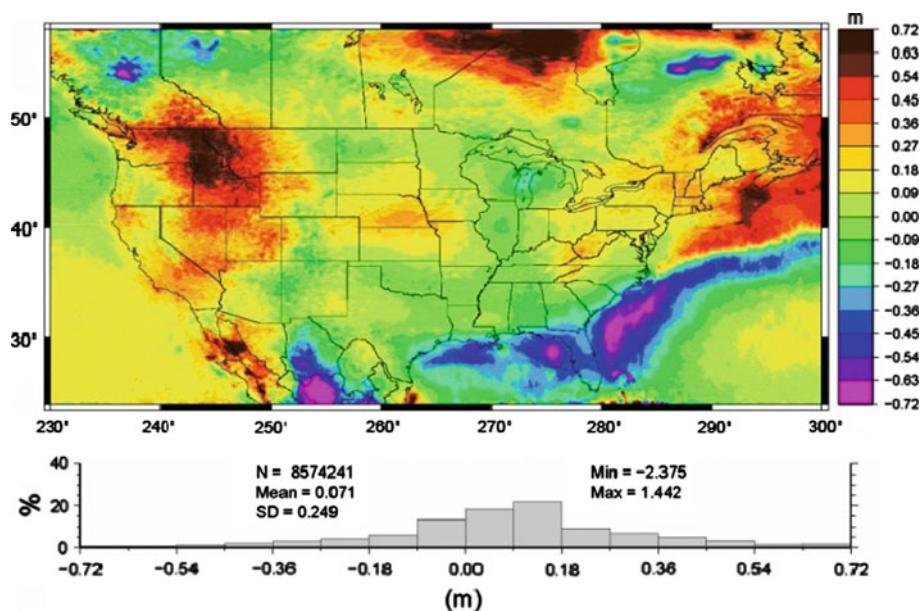 m
0.72
0.63
0.54
0.45
0.36
0.27
0.18
0.09
0.00
−0.09
−0.18
−0.27
−0.36
−0.45
−0.54
−0.63
−0.72
50°
40°
30°
230° 240° 250° 260° 270° 280° 290° 300°
40
20
0
%
N = 8574241
Mean = 0.071
SD = 0.249
Min = −2.375
Max = 1.442
−0.72 −0.54 −0.36 −0.18 0.00 0.18 0.36 0.54 0.72
(m)